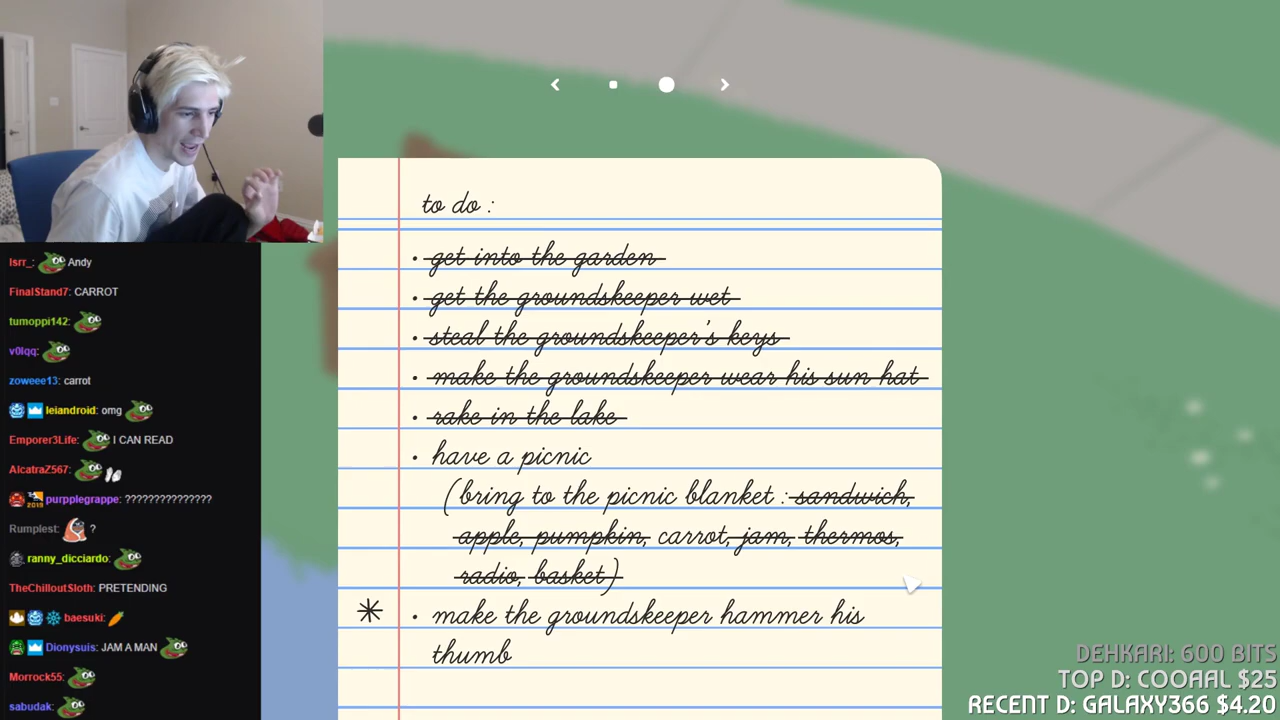 to do :
· get into the garden
· get the groundskeeper wet
· steal the groundskeeper's keys
· make the groundskeeper wear his sun hat
· rake in the lake
· have a picnic
(bring to the picnic blanket : sandwich,
apple, pumpkin, carrot, jam, thermos,
radio, basket)
· make the groundskeeper hammer his
thumb
lsrr_: Andy
FinalStand7: CARROT
tumoppi142:
v0lqq:
zoweee13: carrot
leiandroid: omg
Emporer3Life: I CAN READ
AlcatraZ567:
purpplegrappe: ???????????????
Rumplest: ?
ranny_dicciardo:
TheChilloutSloth: PRETENDING
baesuki:
Dionysuis: JAM A MAN
Morrock55:
sabudak:
DEHKARI: 600 BITS
TOP D: COOAAL $25
RECENT D: GALAXY366 $4.20